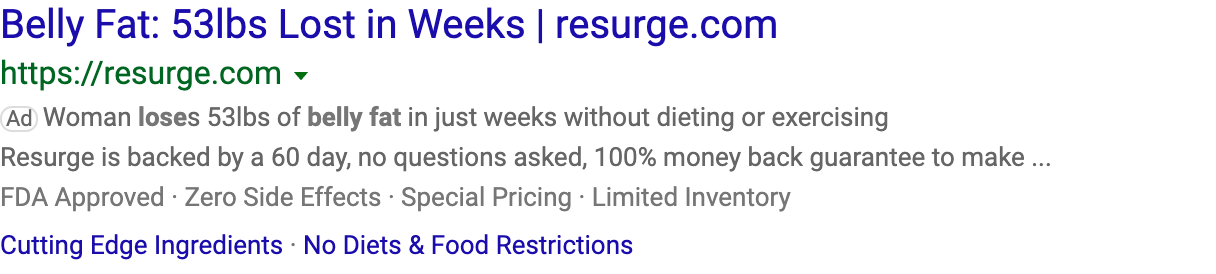 Belly Fat: 53lbs Lost in Weeks | resurge.com
https://resurge.com
Ad Woman loses 53lbs of belly fat in just weeks without dieting or exercising
Resurge is backed by a 60 day, no questions asked, 100% money back guarantee to make ...
FDA Approved · Zero Side Effects · Special Pricing · Limited Inventory
Cutting Edge Ingredients · No Diets & Food Restrictions